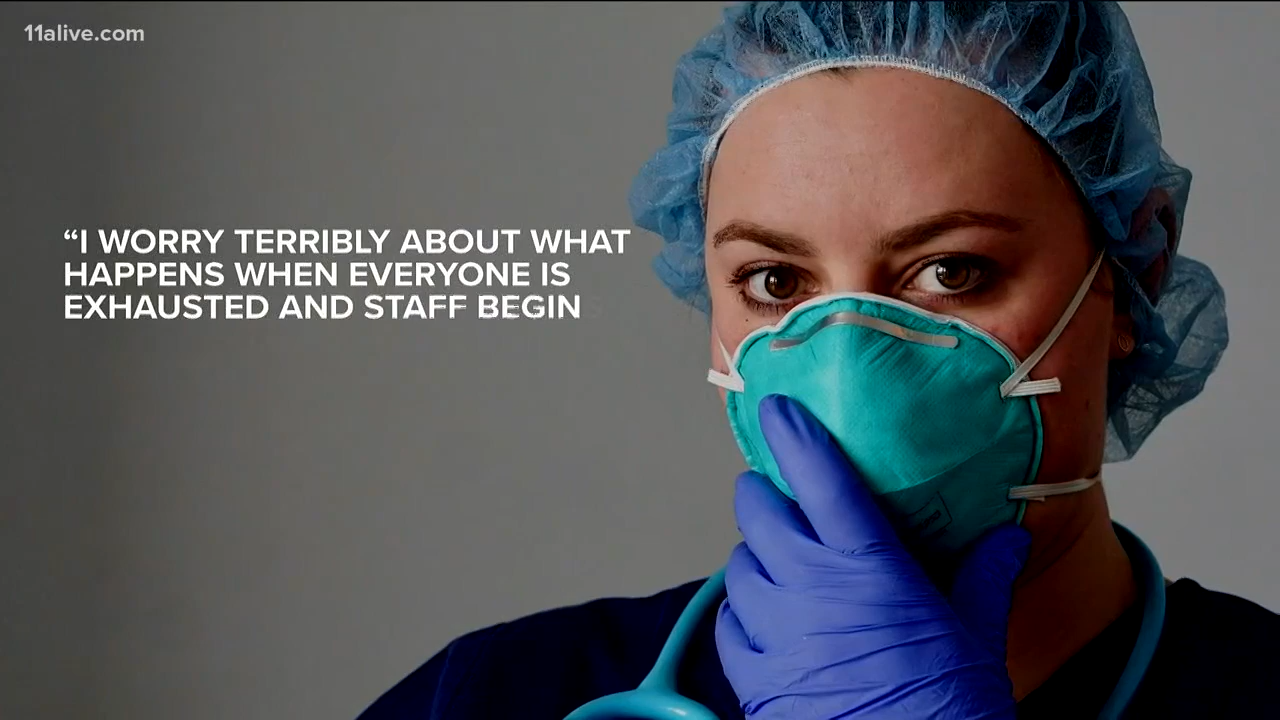 11alive.com
“I WORRY TERRIBLY ABOUT WHAT
HAPPENS WHEN EVERYONE IS
EXHAUSTED AND STAFF BEGIN